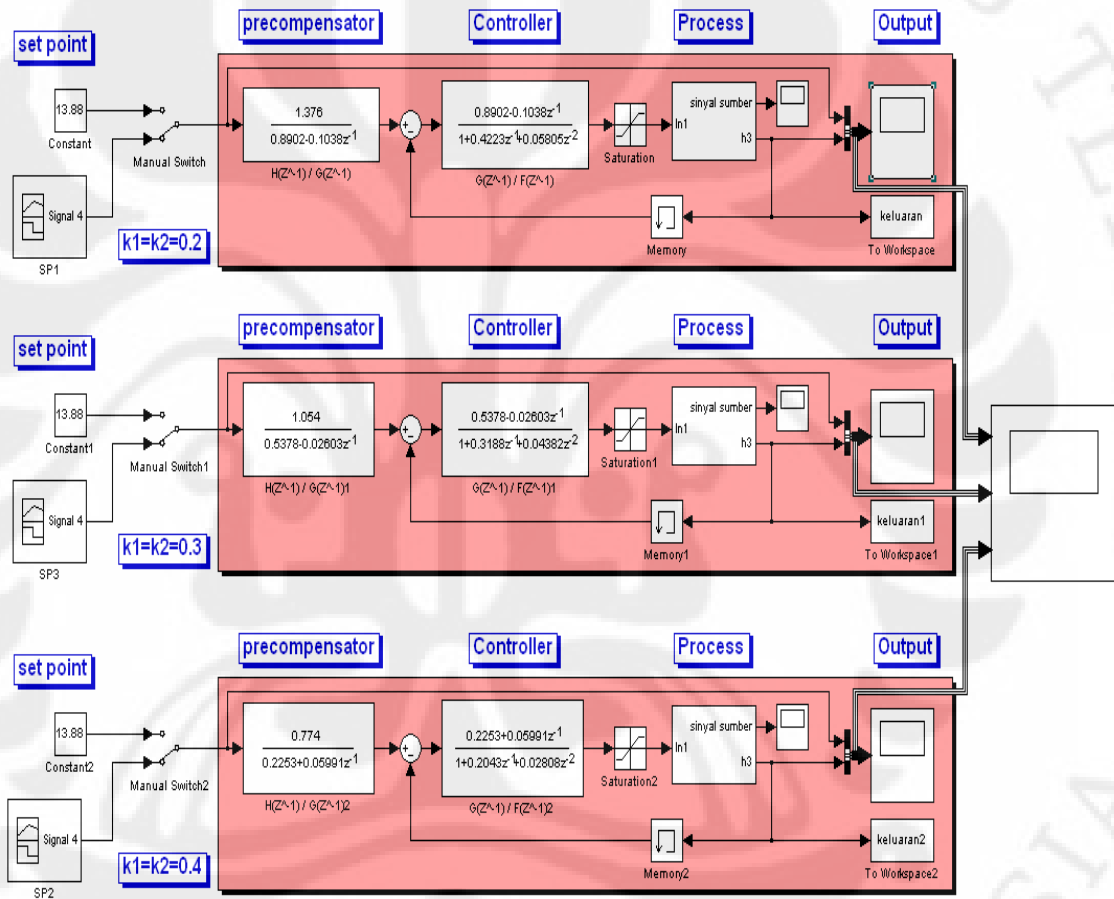 precompensator
Controller
Process
Output
set point
13.88
Constant
Manual Switch
Signal 4
SP1
k1=k2=0.2
1.376
0.8902-0.1038z-1
H(Z^-1) / G(Z^-1)
+-
0.8902-0.1038z-1
1+0.4223z-1+0.05805z-2
G(Z^-1) / F(Z^-1)
Saturation
sinyal sumber
In1
h3
Memory
keluaran
To Workspace
precompensator
Controller
Process
Output
set point
13.88
Constant1
Manual Switch1
Signal 4
SP3
k1=k2=0.3
1.054
0.5378-0.02603z-1
H(Z^-1) / G(Z^-1)1
+-
0.5378-0.02603z-1
1+0.3188z-1+0.04382z-2
G(Z^-1) / F(Z^-1)1
Saturation1
sinyal sumber
In1
h3
Memory1
keluaran1
To Workspace1
precompensator
Controller
Process
Output
set point
13.88
Constant2
Manual Switch2
Signal 4
SP2
k1=k2=0.4
0.774
0.2253+0.05991z-1
H(Z^-1) / G(Z^-1)2
+-
0.2253+0.05991z-1
1+0.2043z-1+0.02808z-2
G(Z^-1) / F(Z^-1)2
Saturation2
sinyal sumber
In1
h3
Memory2
keluaran2
To Workspace2